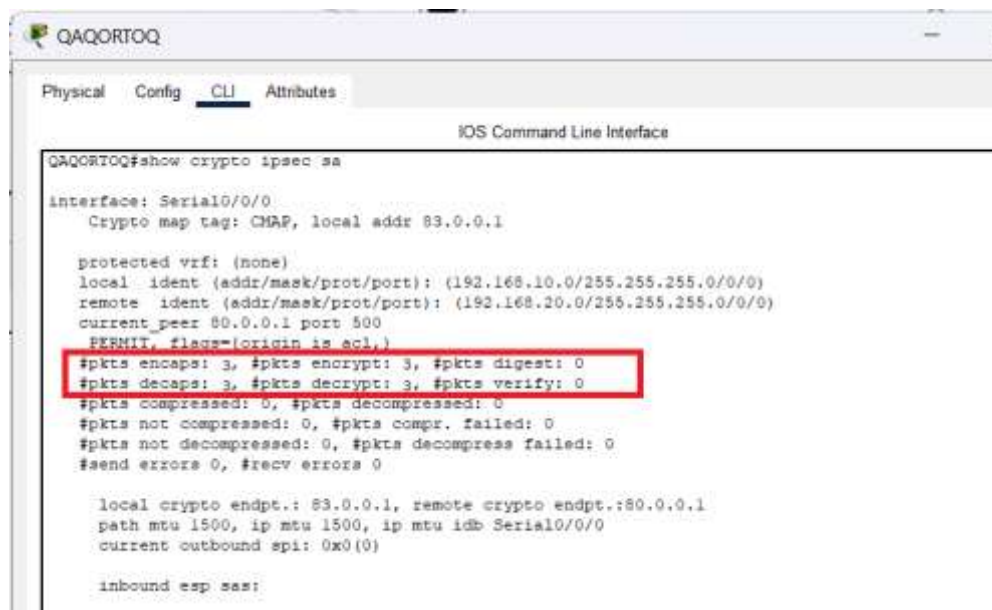 QAQORTOQ
Physical Config CLI Attributes
IOS Command Line Interface
QAQORTOQ#show crypto ipsec sa
interface: Serial0/0/0
Crypto map tag: CMAP, local addr 83.0.0.1
protected vrf: (none)
local ident (addr/mask/prot/port): (192.168.10.0/255.255.255.0/0/0)
remote ident (addr/mask/prot/port): (192.168.20.0/255.255.255.0/0/0)
current_peer 80.0.0.1 port 500
PERMIT, flags={origin is acl,}
#pkts encaps: 3, #pkts encrypt: 3, #pkts digest: 0
#pkts decaps: 3, #pkts decrypt: 3, #pkts verify: 0
#pkts compressed: 0, #pkts decompressed: 0
#pkts not compressed: 0, #pkts compr. failed: 0
#pkts not decompressed: 0, #pkts decompress failed: 0
#send errors 0, #recv errors 0
local crypto endpt.: 83.0.0.1, remote crypto endpt.:80.0.0.1
path mtu 1500, ip mtu 1500, ip mtu idb Serial0/0/0
current outbound spi: 0x0(0)
inbound esp sas: